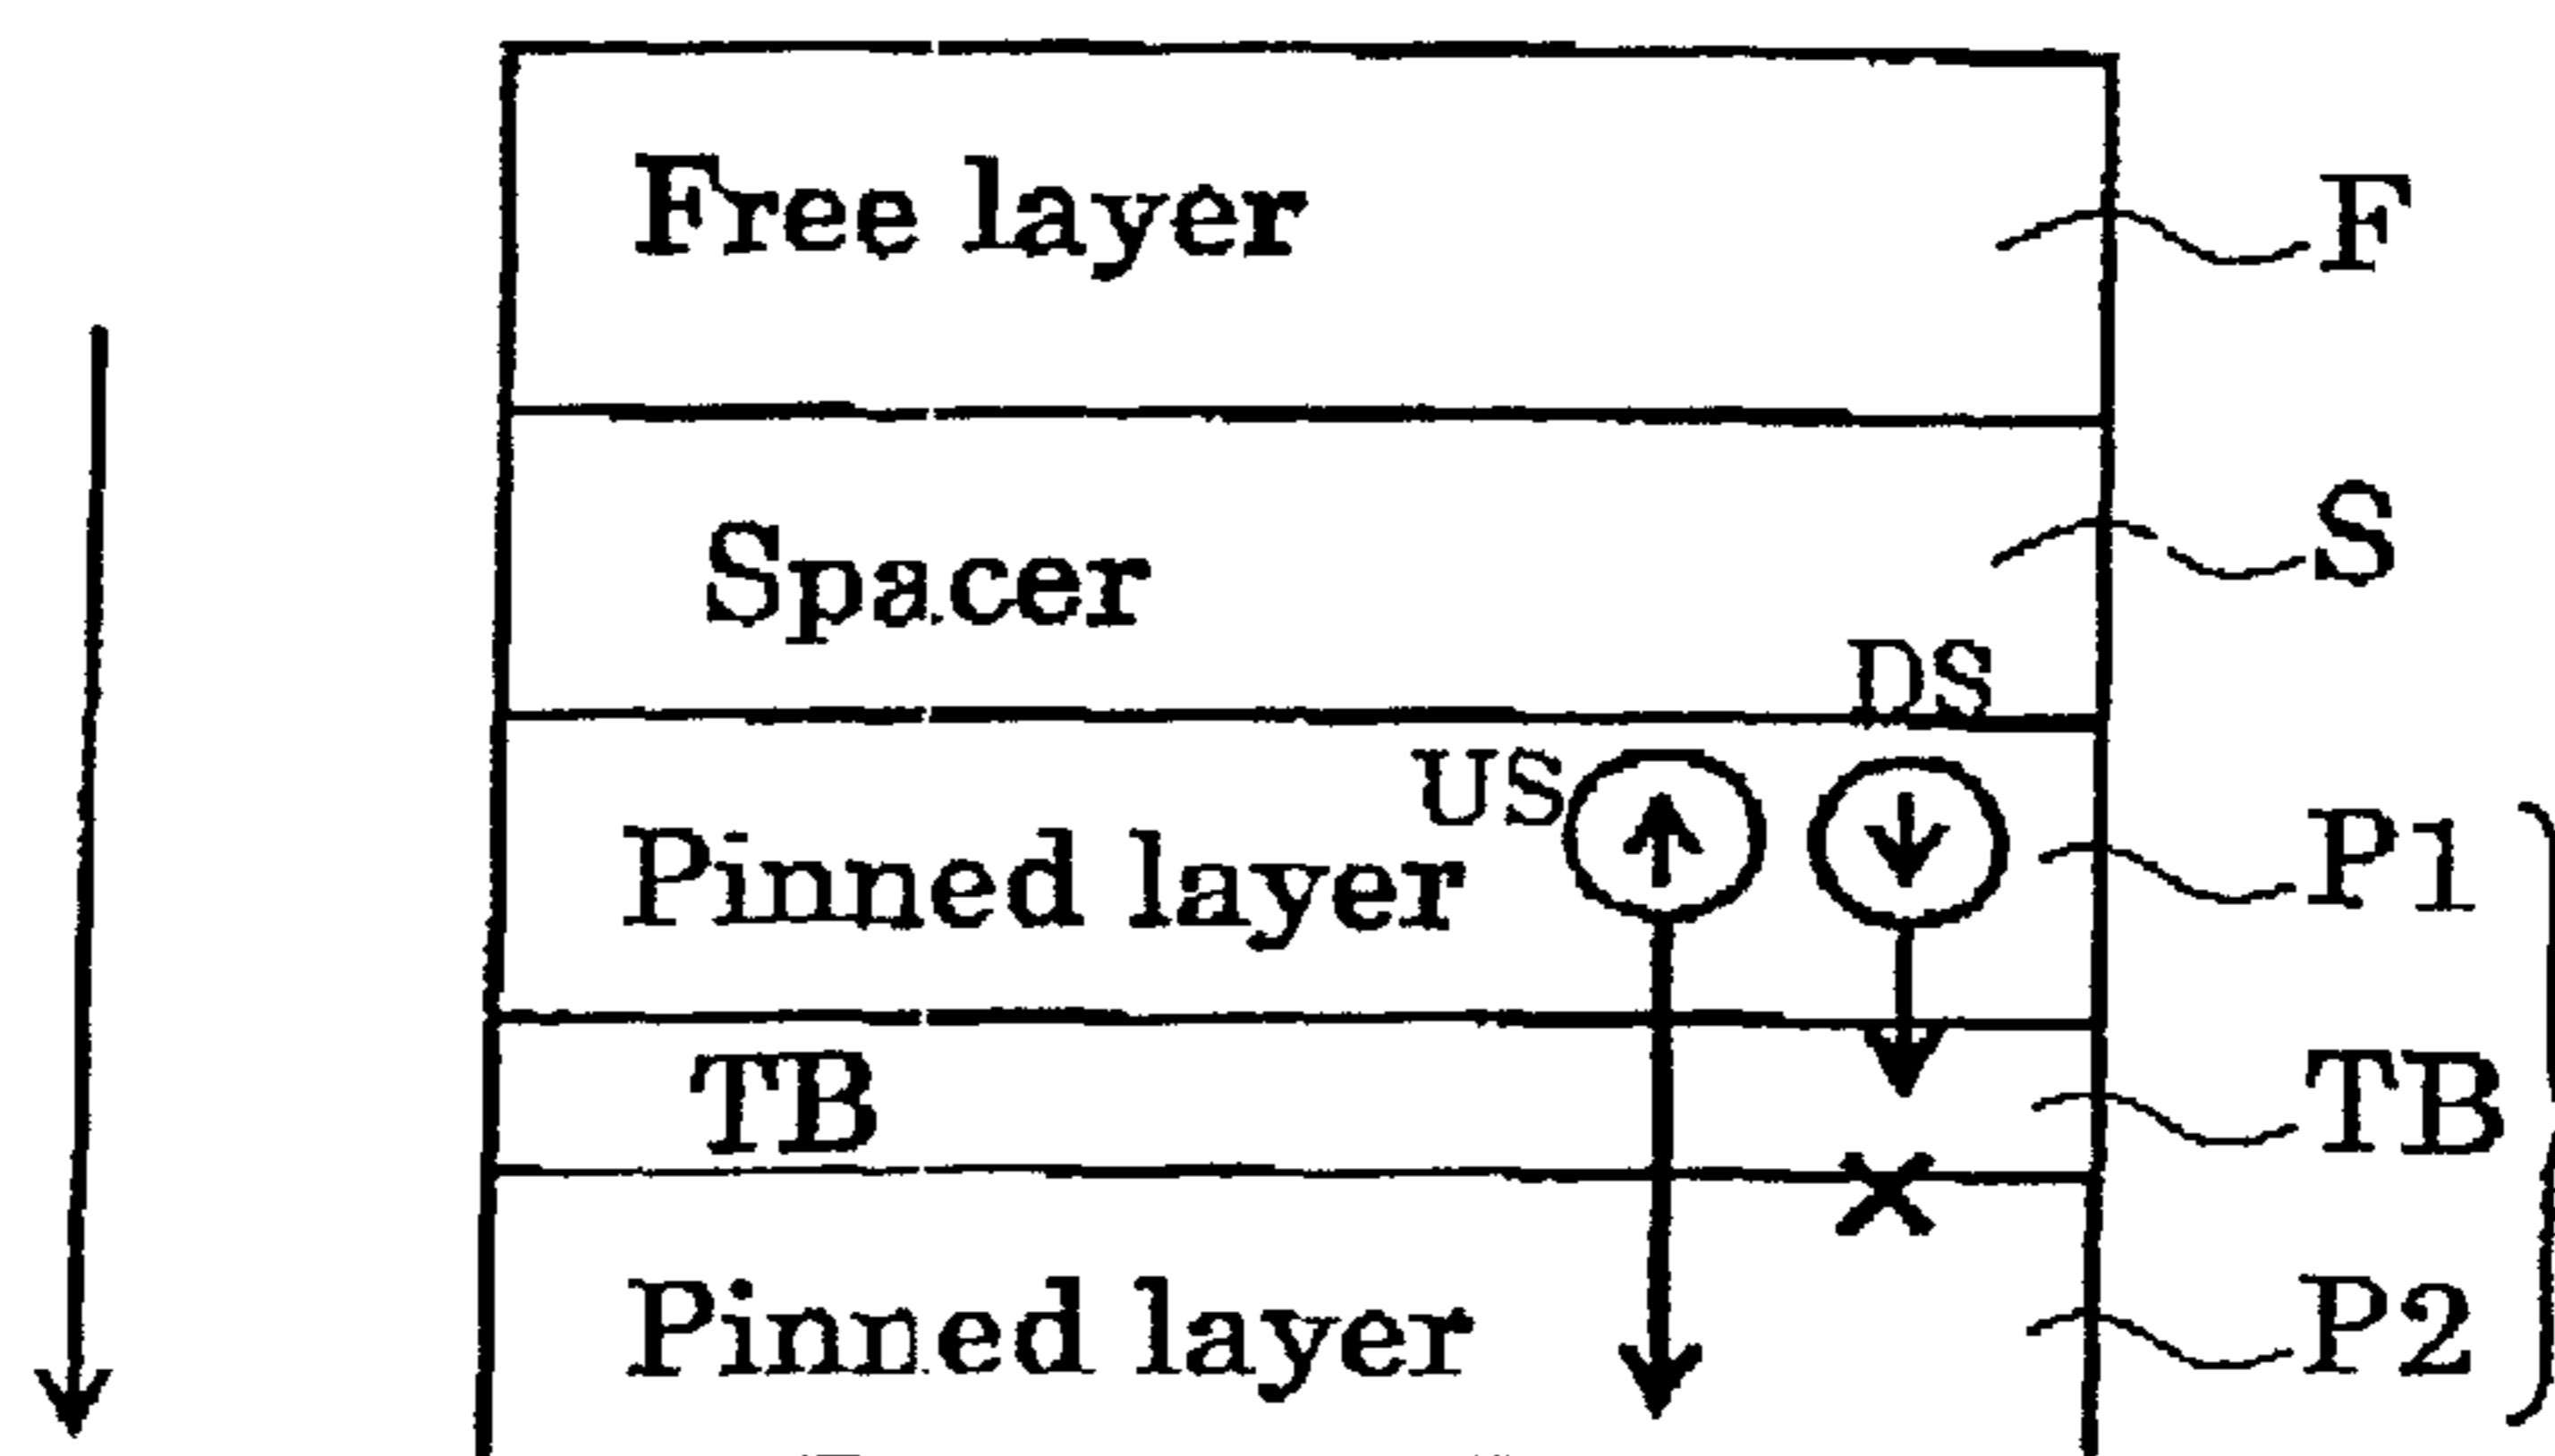 Free layer F
Spacer S
DS
US
Pinned layer P1
TB TB
Pinned layer P2